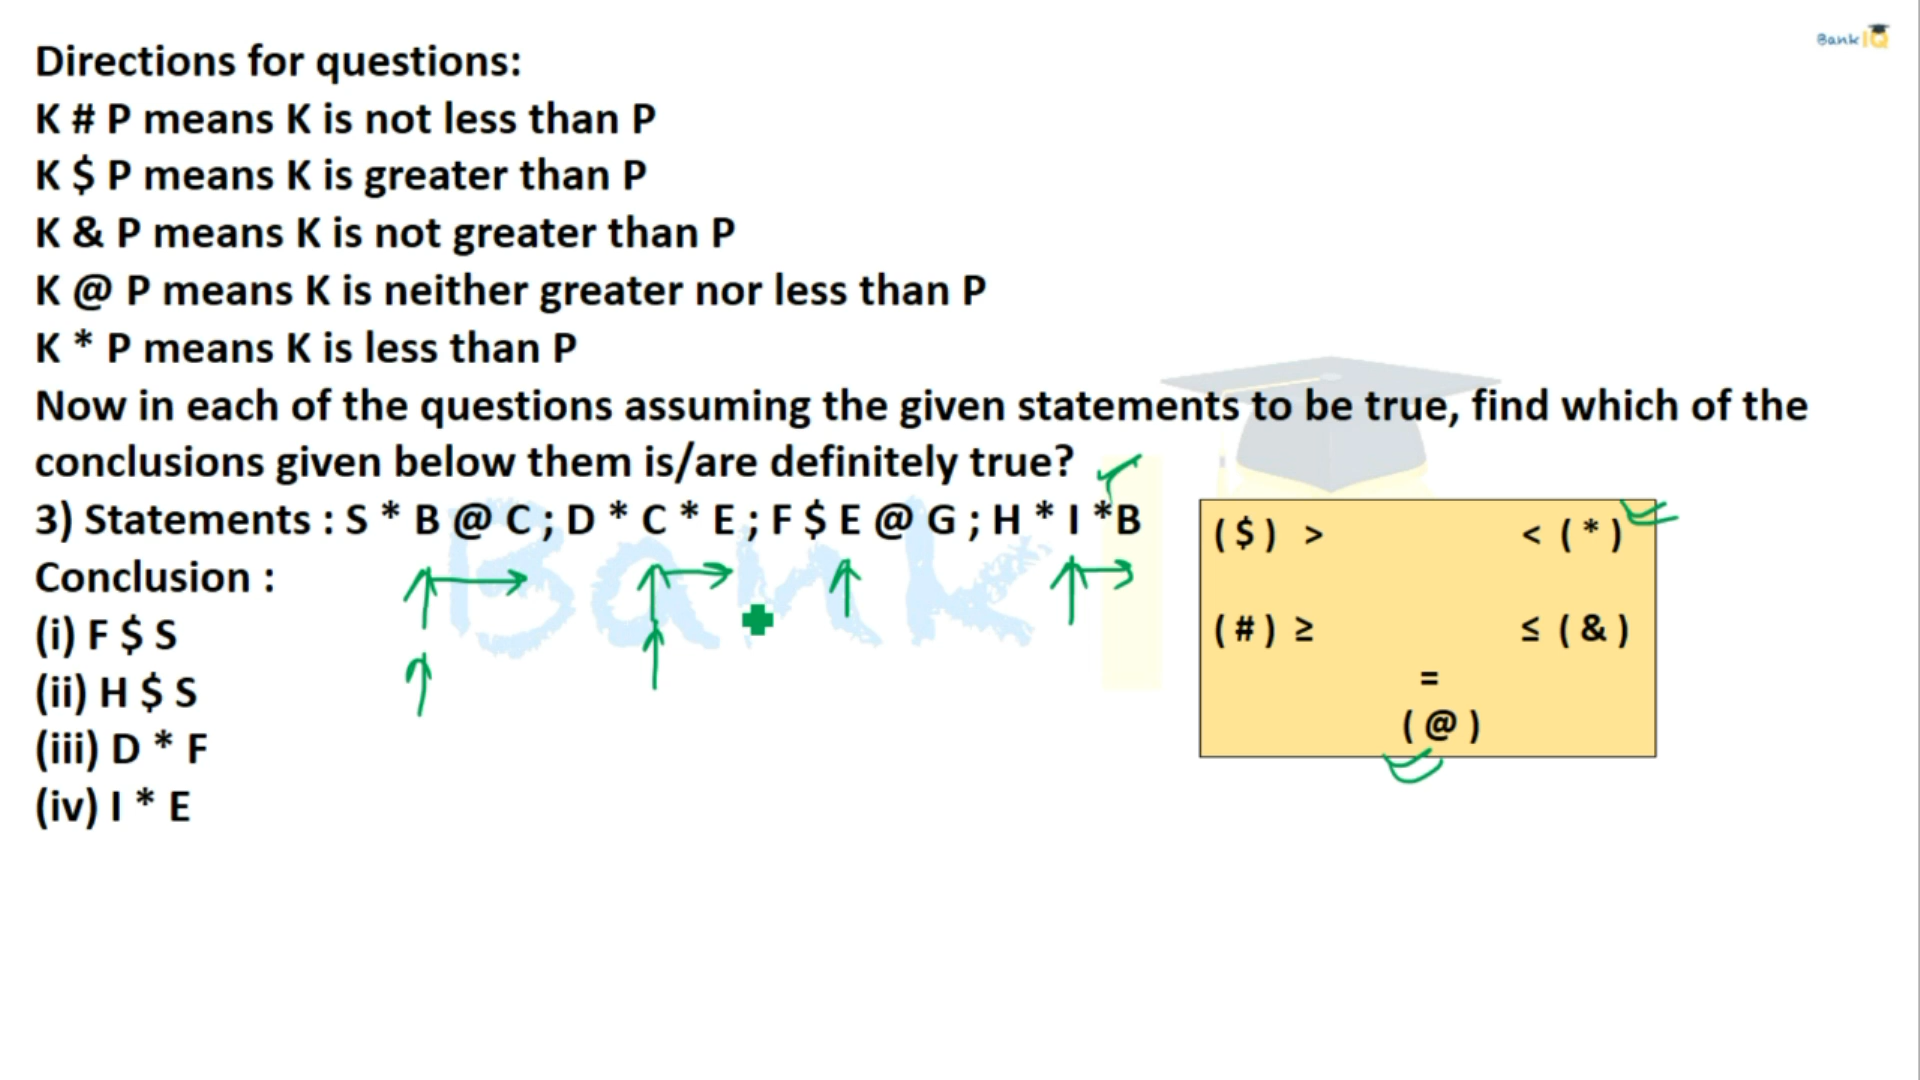 Bank IQ
Directions for questions:
K # P means K is not less than P
K $ P means K is greater than P
K & P means K is not greater than P
K @ P means K is neither greater nor less than P
K * P means K is less than P
Now in each of the questions assuming the given statements to be true, find which of the
conclusions given below them is/are definitely true?
3) Statements : S * B @ C ; D * C * E ; F $ E @ G ; H * I *B
Conclusion :
(i) F $ S
(ii) H $ S
(iii) D * F
(iv) I * E
( $ ) > < ( * )
( # ) ≥ ≤ ( & )
=
( @ )
Bank I